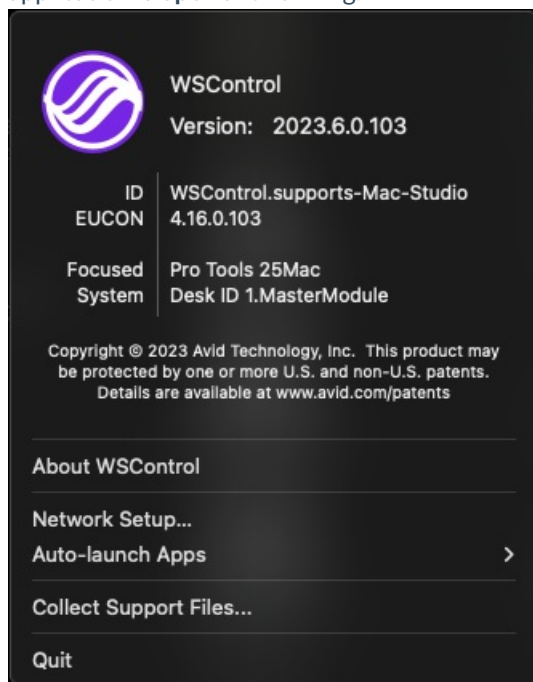 WSControl
Version: 2023.6.0.103
ID WSControl.supports-Mac-Studio
EUCON 4.16.0.103
Focused Pro Tools 25Mac
System Desk ID 1.MasterModule
Copyright © 2023 Avid Technology, Inc. This product may
be protected by one or more U.S. and non-U.S. patents.
Details are available at www.avid.com/patents
About WSControl
Network Setup...
Auto-launch Apps
Collect Support Files...
Quit